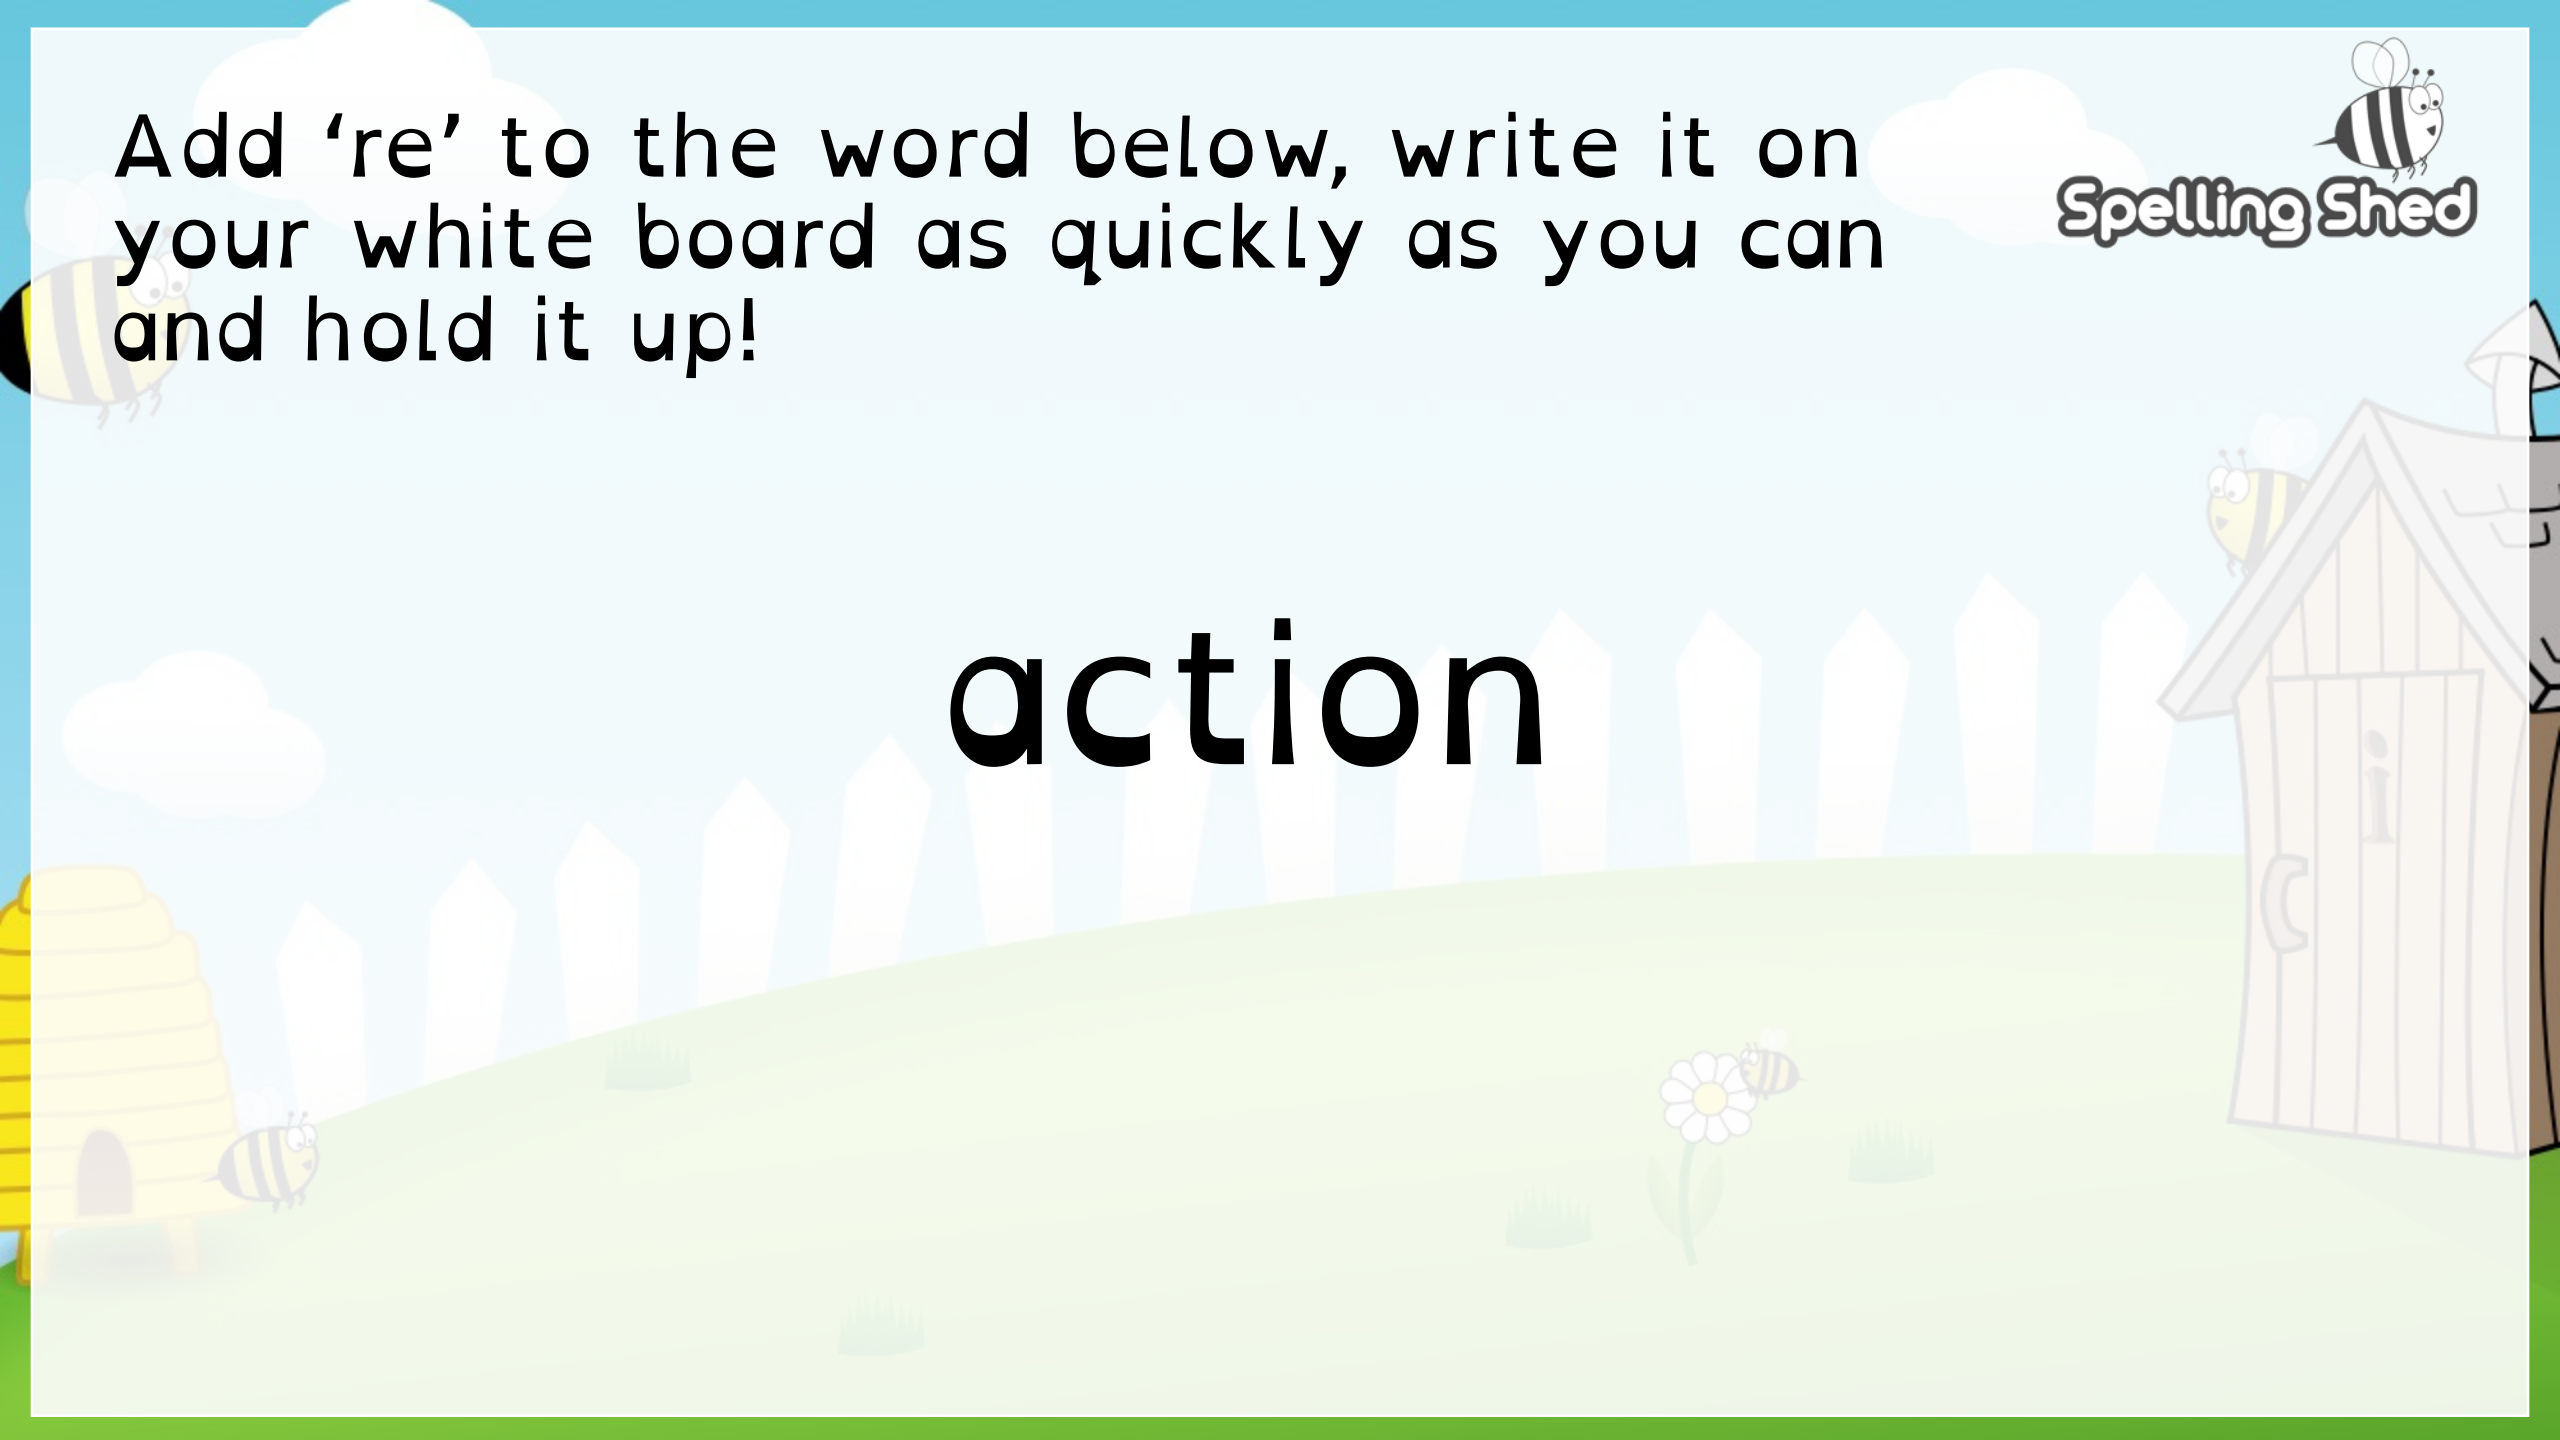 Add ‘re’ to the word below, write it on
your white board as quickly as you can
and hold it up!
Spelling Shed
action